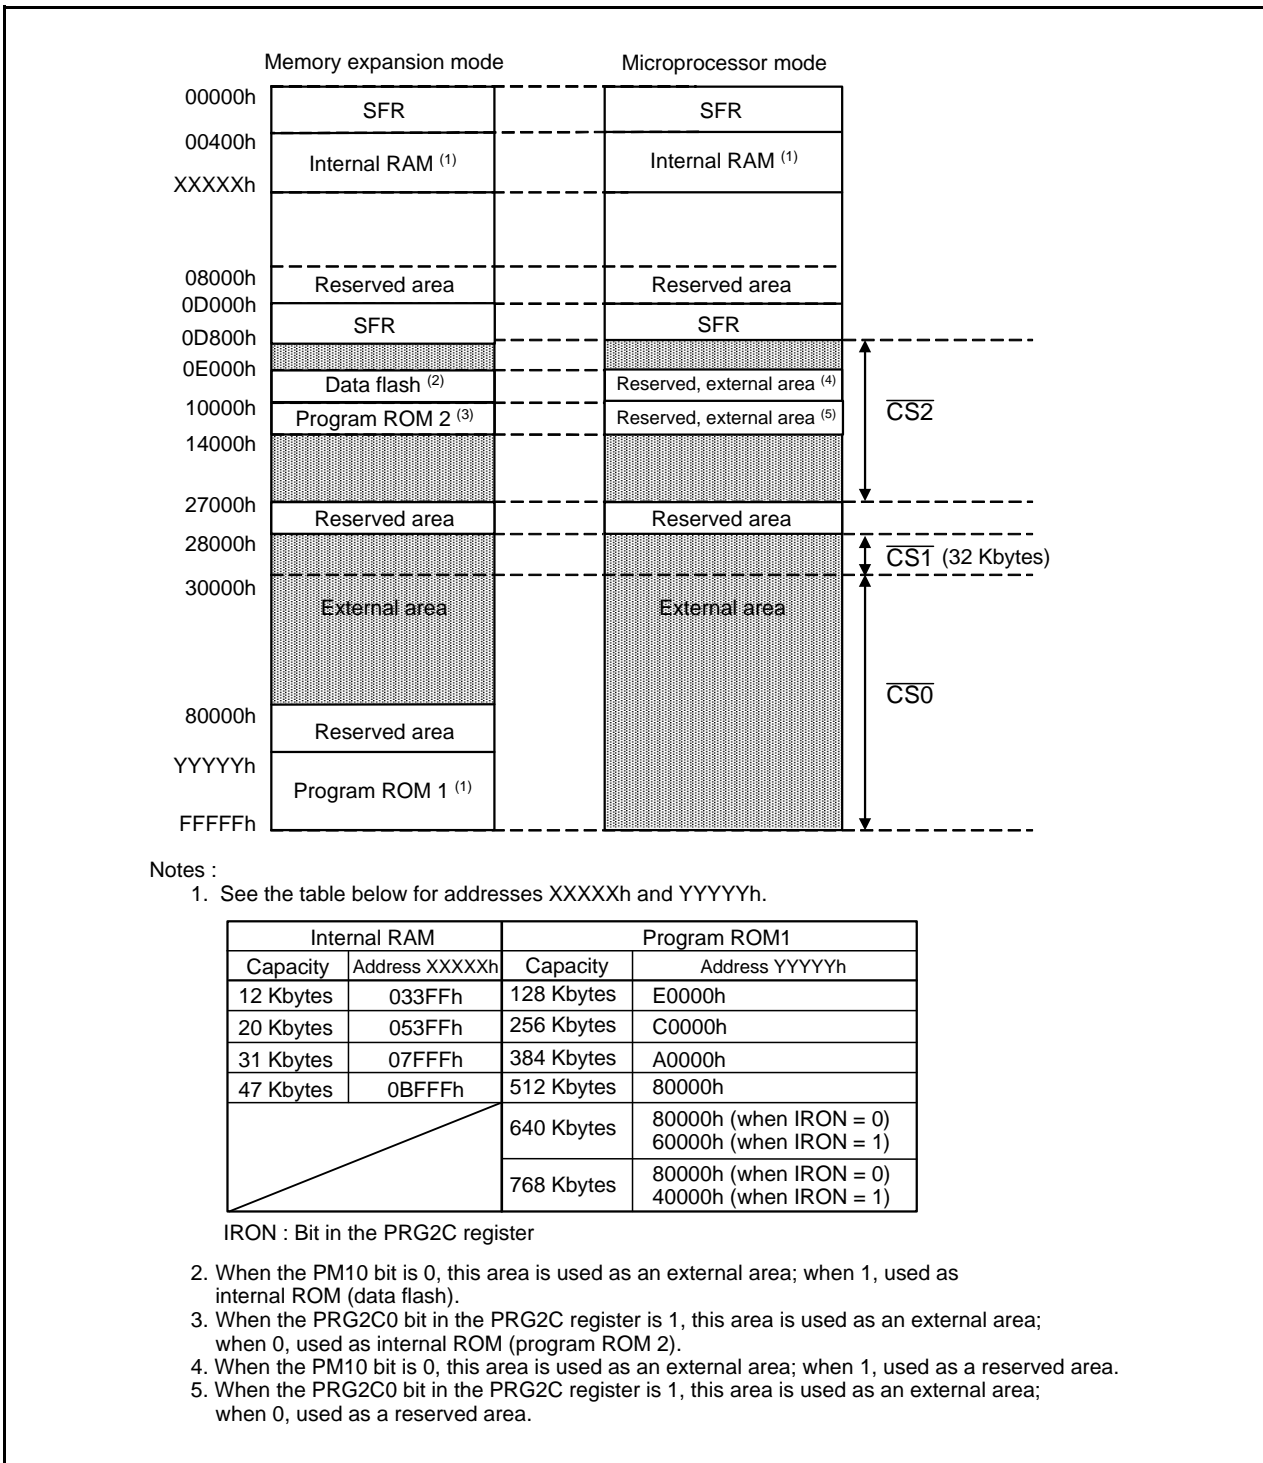 Memory expansion mode Microprocessor mode
00000h
SFR SFR
00400h
Internal RAM (1) Internal RAM (1)
XXXXXh
08000h
Reserved area Reserved area
0D000h
SFR SFR
0D800h
0E000h
Data flash (2) Reserved, external area (4)
10000h
Program ROM 2 (3) Reserved, external area (5)
CS2
14000h
27000h
Reserved area Reserved area
28000h
CS1 (32 Kbytes)
30000h
External area External area
CS0
80000h
Reserved area
YYYYYh
Program ROM 1 (1)
FFFFFh
Notes :
1. See the table below for addresses XXXXXh and YYYYYh.
Internal RAM Program ROM1
Capacity Address XXXXXh Capacity Address YYYYYh
12 Kbytes 033FFh 128 Kbytes E0000h
20 Kbytes 053FFh 256 Kbytes C0000h
31 Kbytes 07FFFh 384 Kbytes A0000h
47 Kbytes 0BFFFh 512 Kbytes 80000h
640 Kbytes 80000h (when IRON = 0)
60000h (when IRON = 1)
768 Kbytes 80000h (when IRON = 0)
40000h (when IRON = 1)
IRON : Bit in the PRG2C register
2. When the PM10 bit is 0, this area is used as an external area; when 1, used as
internal ROM (data flash).
3. When the PRG2C0 bit in the PRG2C register is 1, this area is used as an external area;
when 0, used as internal ROM (program ROM 2).
4. When the PM10 bit is 0, this area is used as an external area; when 1, used as a reserved area.
5. When the PRG2C0 bit in the PRG2C register is 1, this area is used as an external area;
when 0, used as a reserved area.